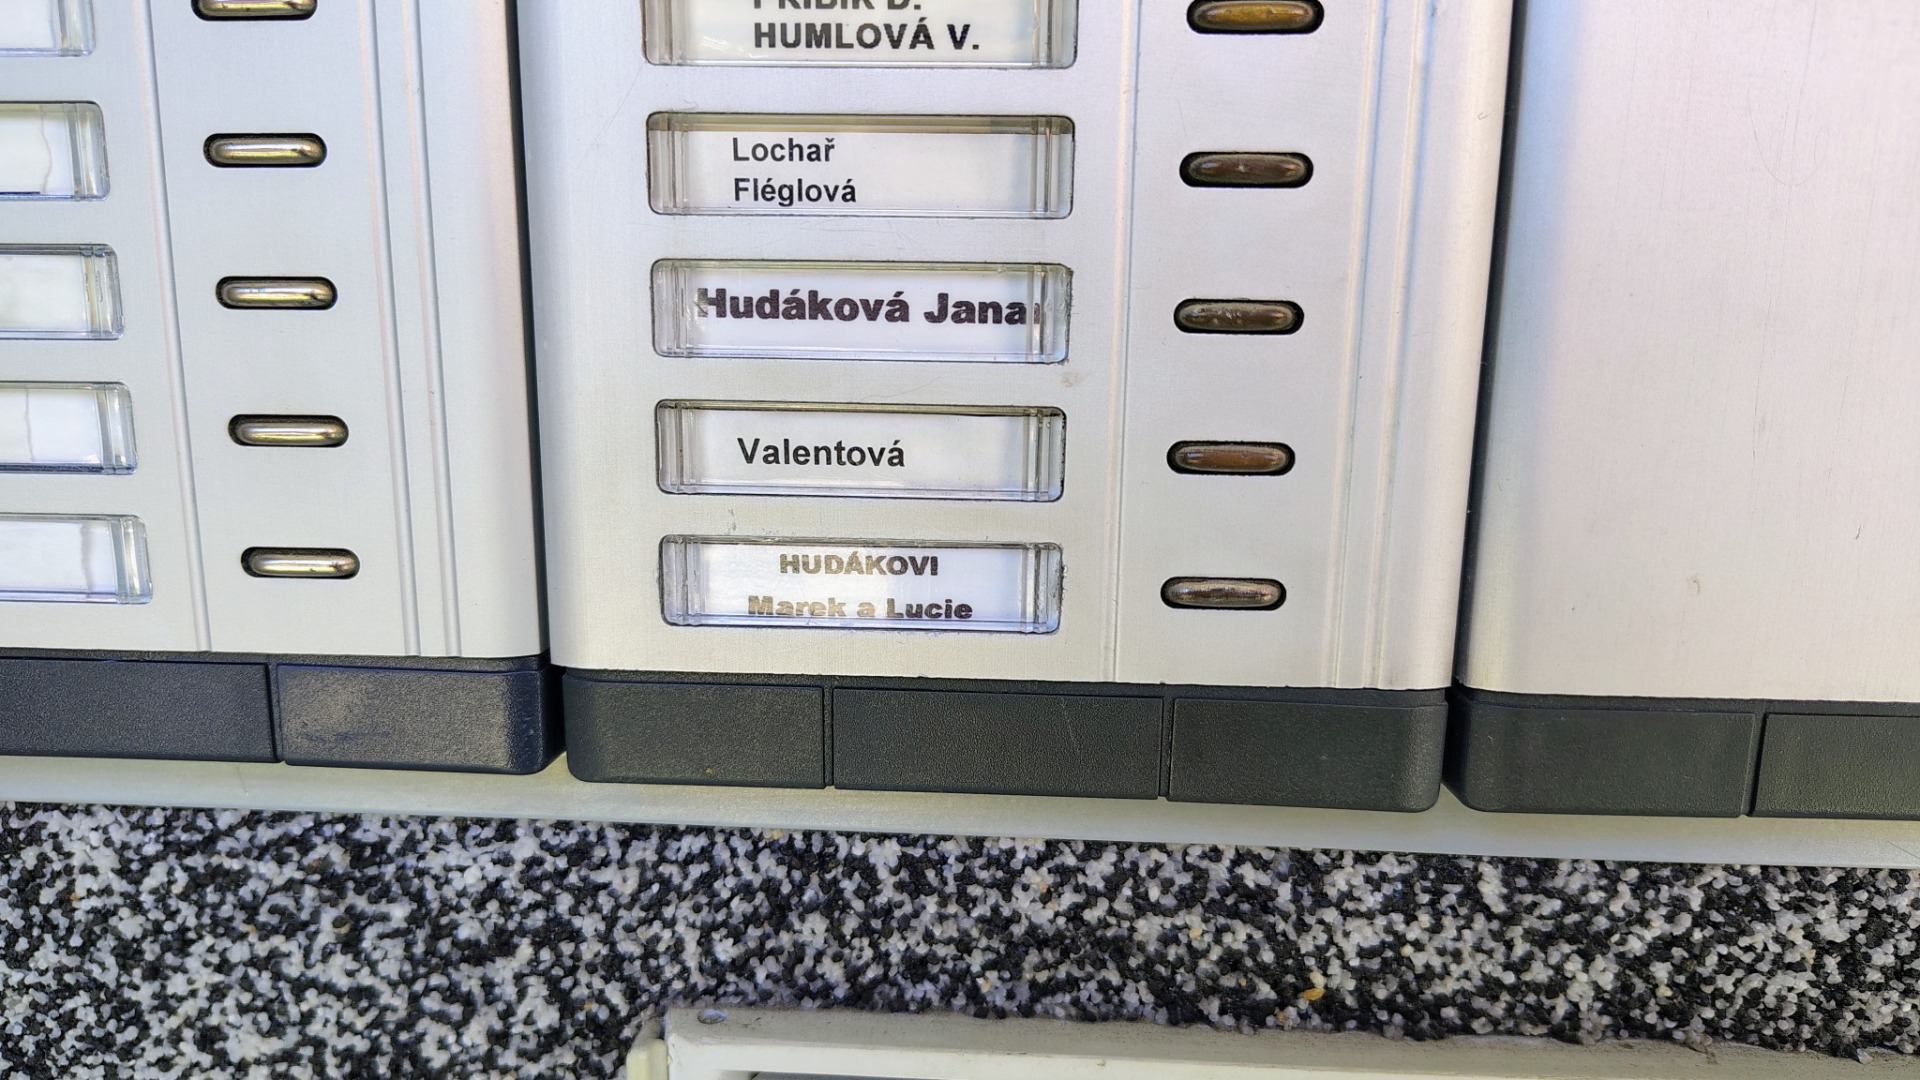 HUMLOVÁ V.
Lochař
Fléglová
Hudáková Jana
Valentová
HUDÁKOVI
Marek a Lucie